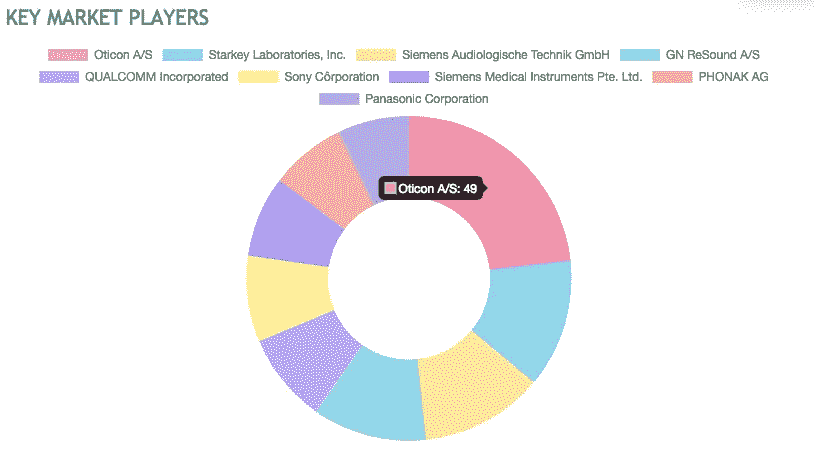 KEY MARKET PLAYERS
Oticon A/S Starkey Laboratories, Inc. Siemens Audiologische Technik GmbH GN ReSound A/S
QUALCOMM Incorporated Sony Côrporation Siemens Medical Instruments Pte. Ltd. PHONAK AG
Panasonic Corporation
Oticon A/S: 49